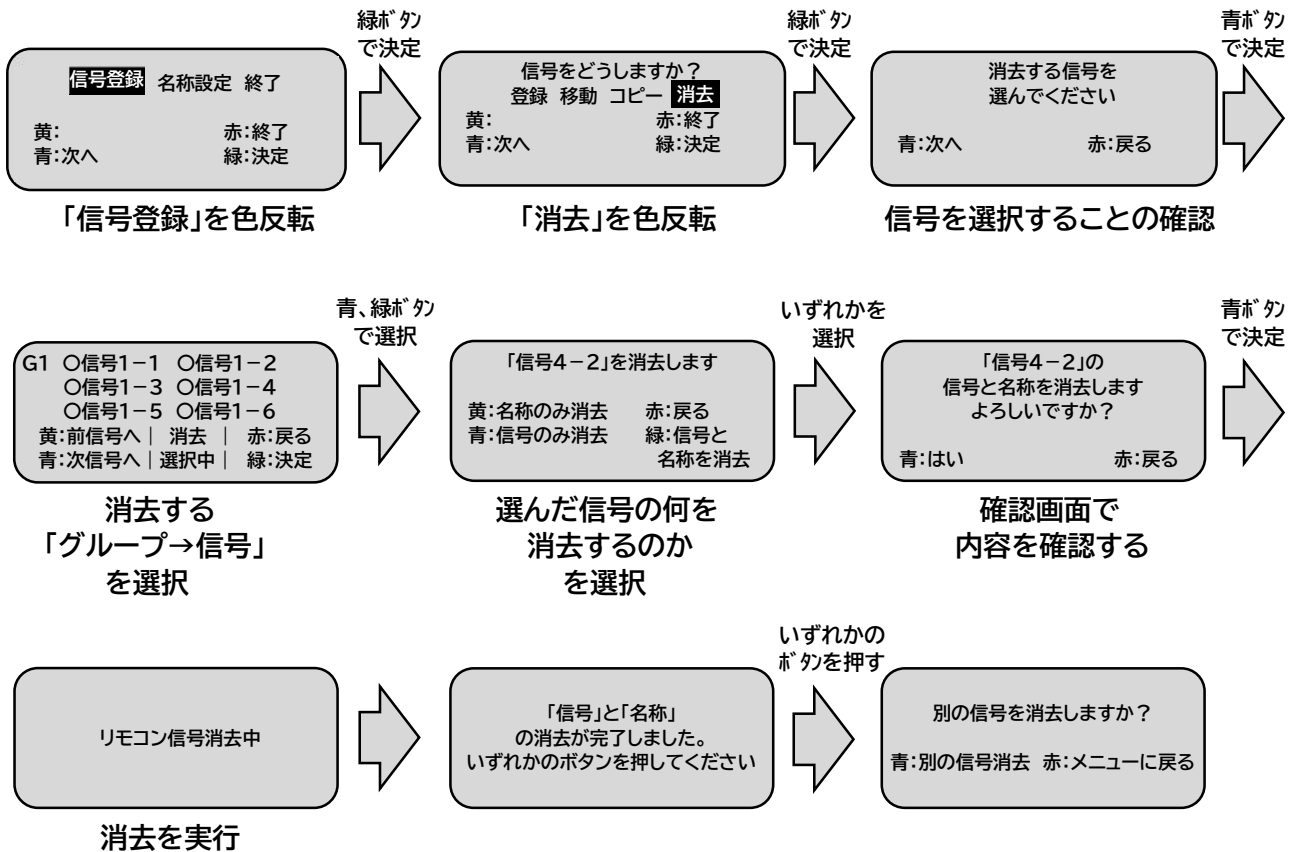 緑ボタン
で決定
緑ボタン
で決定
青ボタン
で決定
信号登録 名称設定 終了
黄: 赤:終了
青:次へ 緑:決定
信号をどうしますか?
登録 移動 コピー 消去
黄: 赤:終了
青:次へ 緑:決定
消去する信号を
選んでください
青:次へ 赤:戻る
「信号登録」を色反転
「消去」を色反転
信号を選択することの確認
青、緑ボタン
で選択
いずれかを
選択
青ボタン
で決定
G1 〇信号1-1 〇信号1-2
〇信号1-3 〇信号1-4
〇信号1-5 〇信号1-6
黄:前信号へ| 消去 | 赤:戻る
青:次信号へ|選択中| 緑:決定
「信号4-2」を消去します
黄:名称のみ消去 赤:戻る
青:信号のみ消去 緑:信号と
名称を消去
「信号4-2」の
信号と名称を消去します
よろしいですか?
青:はい 赤:戻る
消去する
「グループ→信号」
を選択
選んだ信号の何を
消去するのか
を選択
確認画面で
内容を確認する
いずれかの
ボタンを押す
リモコン信号消去中
「信号」と「名称」
の消去が完了しました。
いずれかのボタンを押してください
別の信号を消去しますか?
青:別の信号消去 赤:メニューに戻る
消去を実行